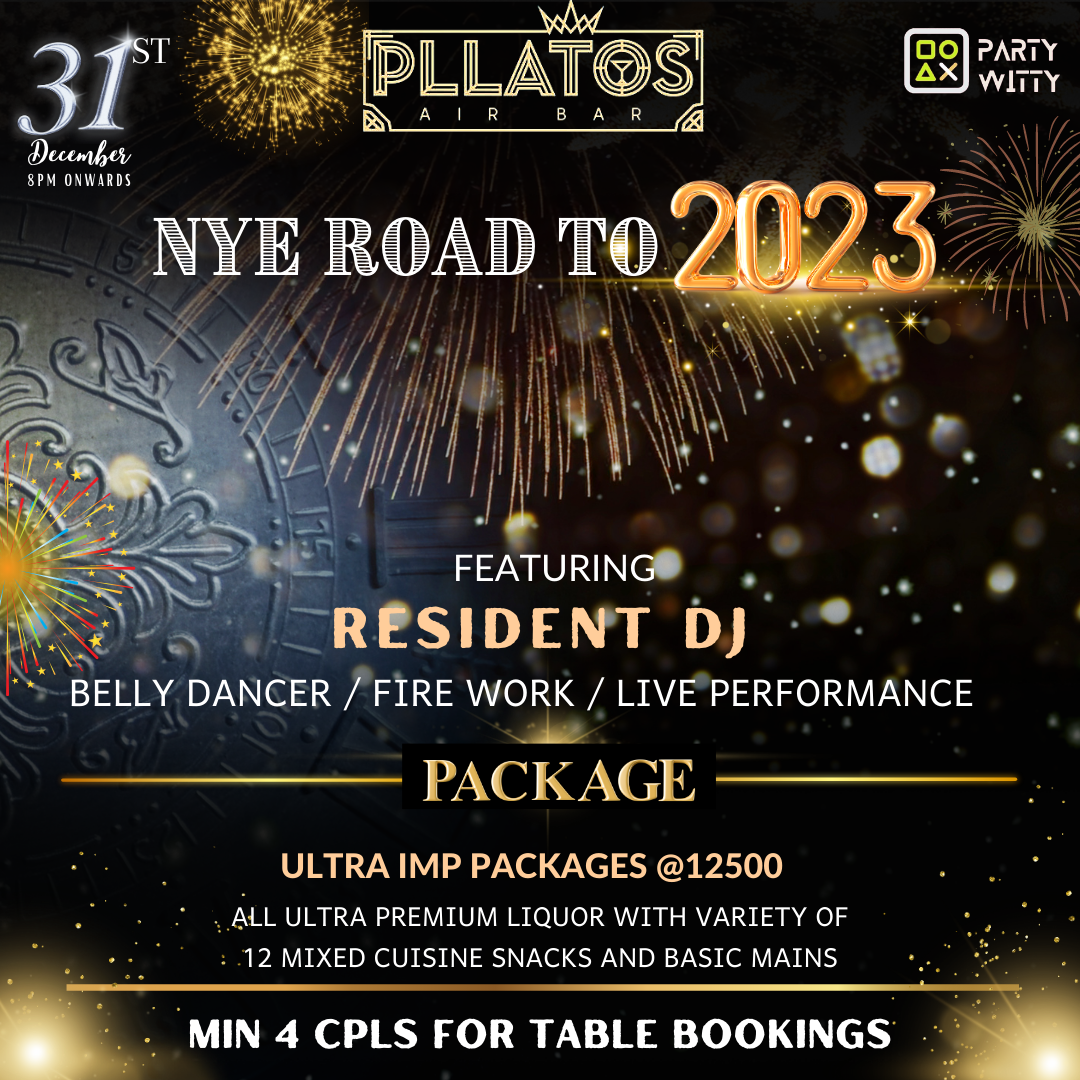 31ST
December
8PM ONWARDS
PLLATOS
AIR BAR
PARTY
WITTY
NYE ROAD TO 2023
FEATURING
RESIDENT DJ
BELLY DANCER / FIRE WORK / LIVE PERFORMANCE
PACKAGE
ULTRA IMP PACKAGES @12500
ALL ULTRA PREMIUM LIQUOR WITH VARIETY OF
12 MIXED CUISINE SNACKS AND BASIC MAINS
MIN 4 CPLS FOR TABLE BOOKINGS